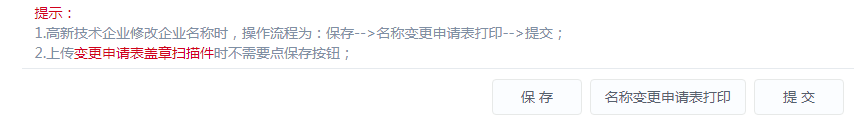 提示：
1.高新技术企业修改企业名称时，操作流程为：保存-->名称变更申请表打印-->提交；
2.上传变更申请表盖章扫描件时不需要点保存按钮；
保 存 名称变更申请表打印 提 交